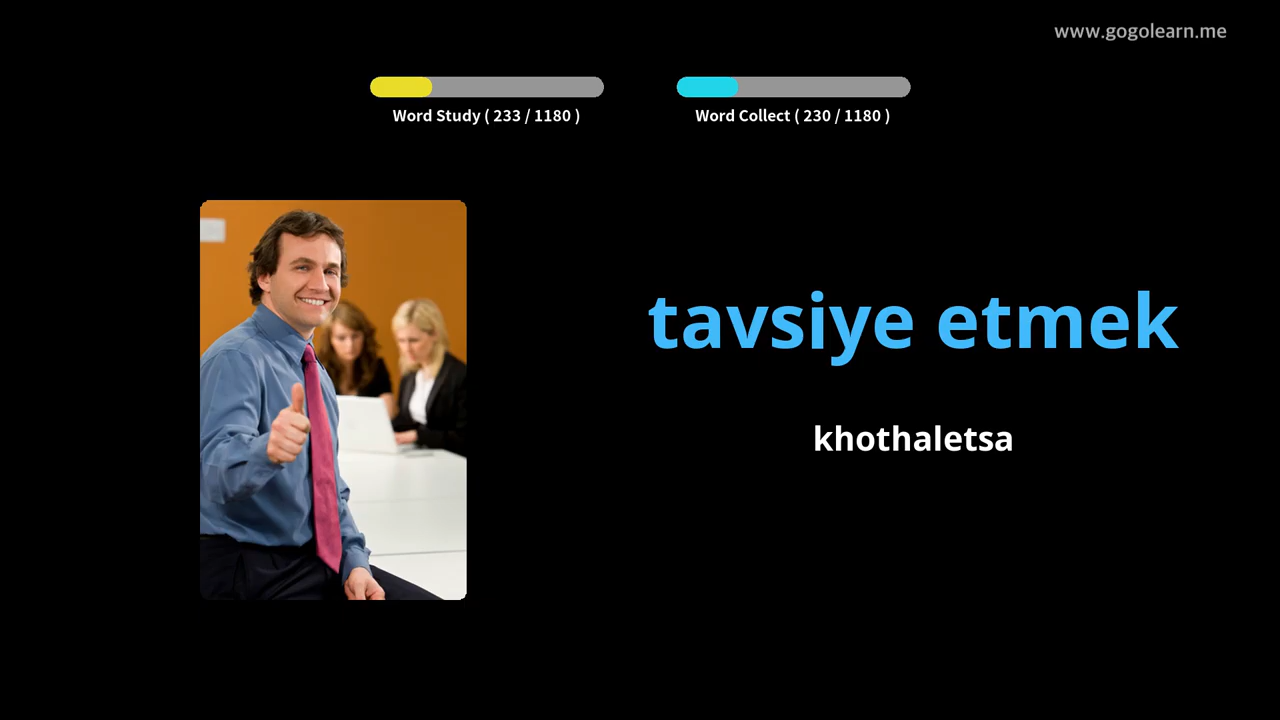 www.gogolearn.me
Word Study ( 233 / 1180 )
Word Collect ( 230 / 1180 )
tavsiye etmek
khothaletsa